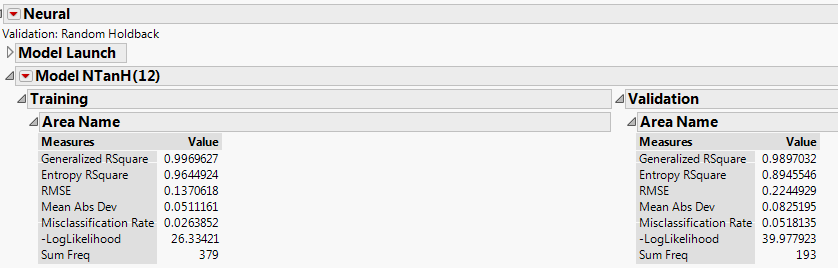 Neural
Validation: Random Holdback
Model Launch
Model NTanH(12)
Training
Area Name
Measures Value
Generalized RSquare 0.9969627
Entropy RSquare 0.9644924
RMSE 0.1370618
Mean Abs Dev 0.0511161
Misclassification Rate 0.0263852
-LogLikelihood 26.33421
Sum Freq 379
Validation
Area Name
Measures Value
Generalized RSquare 0.9897032
Entropy RSquare 0.8945546
RMSE 0.2244929
Mean Abs Dev 0.0825195
Misclassification Rate 0.0518135
-LogLikelihood 39.977923
Sum Freq 193